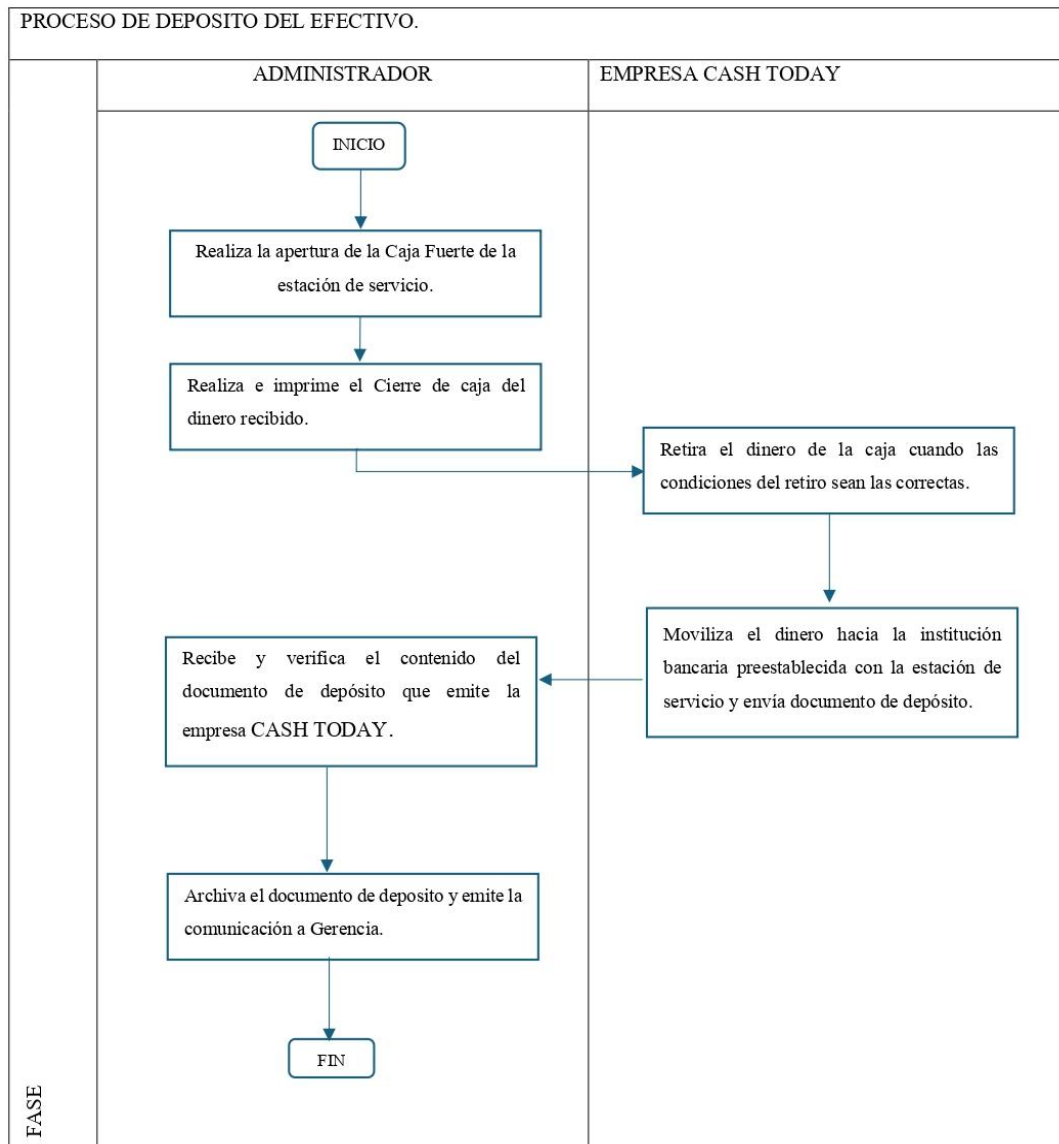 PROCESO DE DEPOSITO DEL EFECTIVO.
ADMINISTRADOR
EMPRESA CASH TODAY
INICIO
Realiza la apertura de la Caja Fuerte de la
estación de servicio.
Realiza e imprime el Cierre de caja del
dinero recibido.
Retira el dinero de la caja cuando las
condiciones del retiro sean las correctas.
Moviliza el dinero hacia la institución
bancaria preestablecida con la estación de
servicio y envía documento de depósito.
Recibe y verifica el contenido del
documento de depósito que emite la
empresa CASH TODAY.
Archiva el documento de deposito y emite la
comunicación a Gerencia.
FIN
FASE